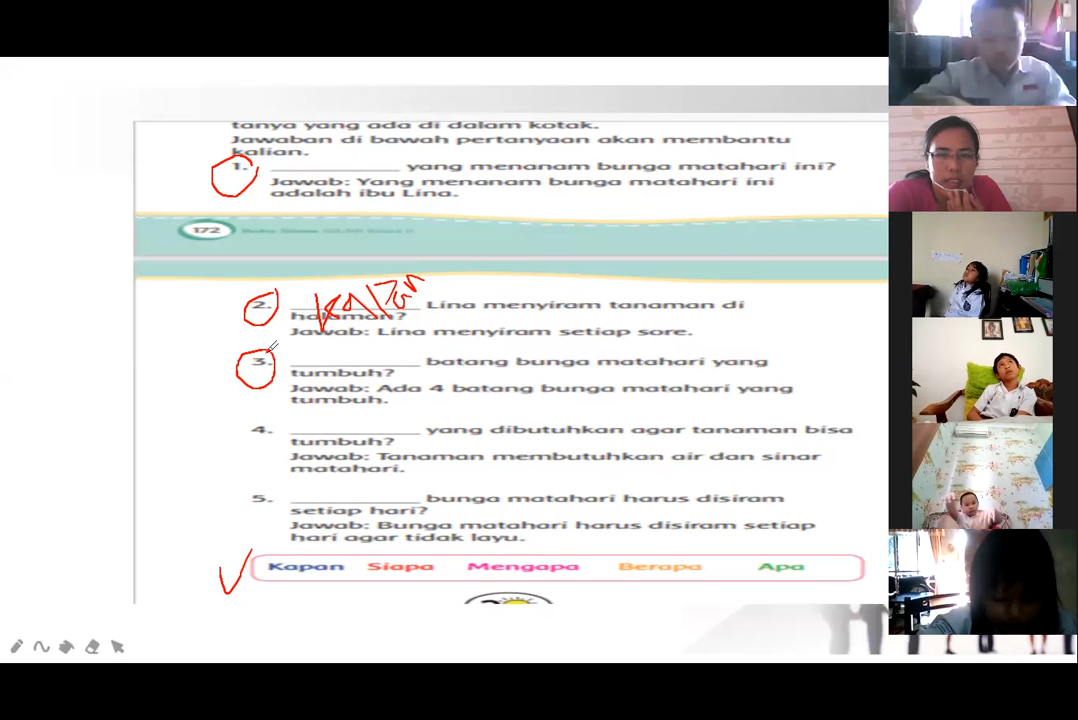 tanya yang ada di dalam kotak.
Jawaban di bawah pertanyaan akan membantu
kalian.
1. ____________ yang menanam bunga matahari ini?
Jawab: Yang menanam bunga matahari ini
adalah ibu Lina.
172
2. ____________ Lina menyiram tanaman di
KAPan
halaman?
Jawab: Lina menyiram setiap sore.
3. ____________ batang bunga matahari yang
tumbuh?
Jawab: Ada 4 batang bunga matahari yang
tumbuh.
4. ____________ yang dibutuhkan agar tanaman bisa
tumbuh?
Jawab: Tanaman membutuhkan air dan sinar
matahari.
5. ____________ bunga matahari harus disiram
setiap hari?
Jawab: Bunga matahari harus disiram setiap
hari agar tidak layu.
Kapan Siapa Mengapa Berapa Apa